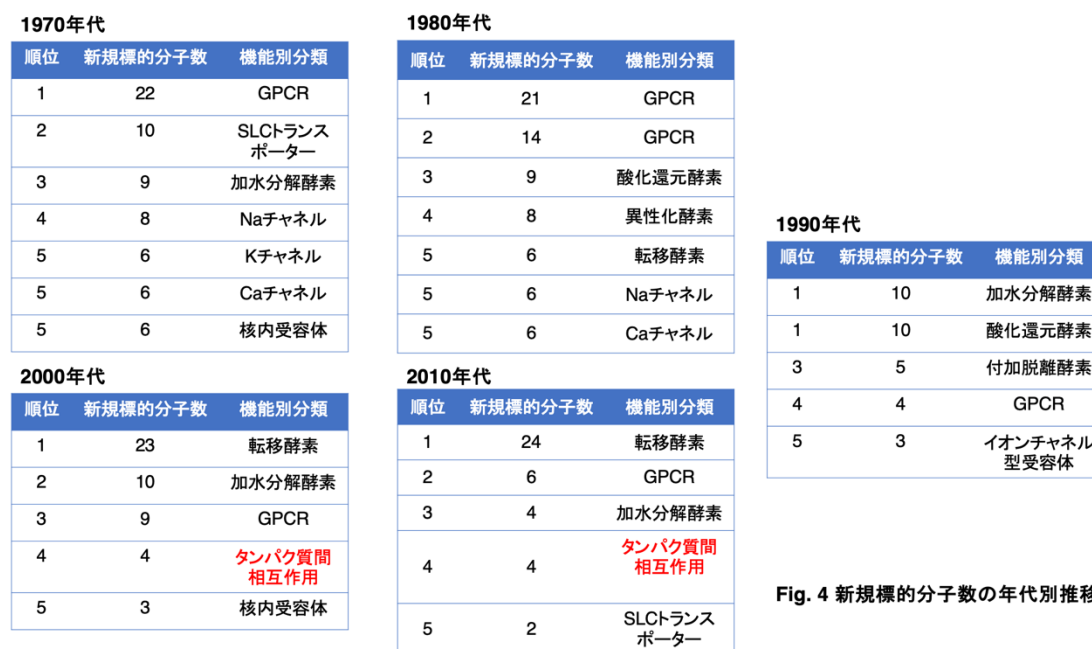 1970年代
順位 新規標的分子数 機能別分類
1 22 GPCR
2 10 SLCトランス
ポーター
3 9 加水分解酵素
4 8 Naチャネル
5 6 Kチャネル
5 6 Caチャネル
5 6 核内受容体
1980年代
順位 新規標的分子数 機能別分類
1 21 GPCR
2 14 GPCR
3 9 酸化還元酵素
4 8 異性化酵素
5 6 転移酵素
5 6 Naチャネル
5 6 Caチャネル
1990年代
順位 新規標的分子数 機能別分類
1 10 加水分解酵素
1 10 酸化還元酵素
3 5 付加脱離酵素
4 4 GPCR
5 3 イオンチャネル
型受容体
2000年代
順位 新規標的分子数 機能別分類
1 23 転移酵素
2 10 加水分解酵素
3 9 GPCR
4 4 タンパク質間
相互作用
5 3 核内受容体
2010年代
順位 新規標的分子数 機能別分類
1 24 転移酵素
2 6 GPCR
3 4 加水分解酵素
4 4 タンパク質間
相互作用
5 2 SLCトランス
ポーター
Fig. 4 新規標的分子数の年代別推移